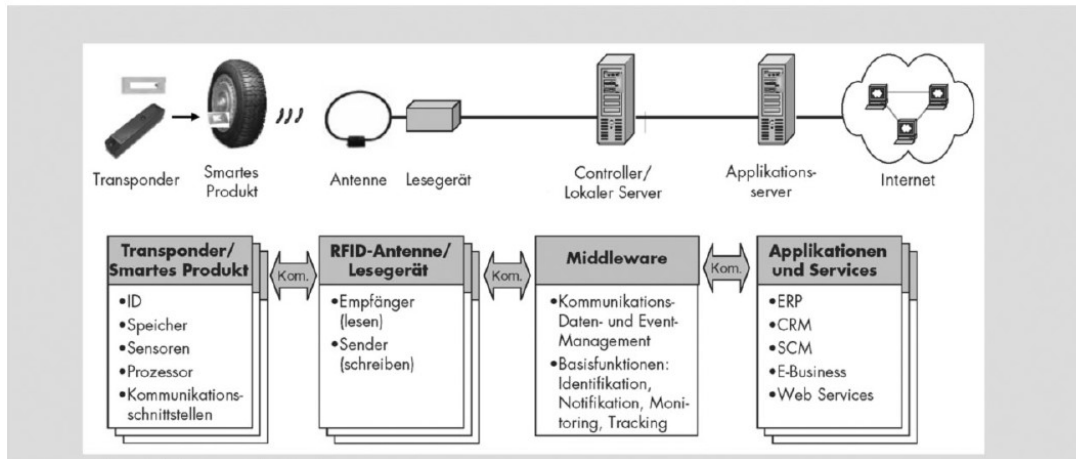 Transponder
Smartes
Produkt
Antenne
Lesegerät
Controller/
Lokaler Server
Applikations-
server
Internet
Transponder/
Smartes Produkt
•ID
•Speicher
•Sensoren
•Prozessor
•Kommunikations-
schnittstellen
Kom.
RFID-Antenne/
Lesegerät
•Empfänger
(lesen)
•Sender
(schreiben)
Kom.
Middleware
•Kommunikations-
Daten- und Event-
Management
•Basisfunktionen:
Identifikation,
Notifikation, Moni-
toring, Tracking
Kom.
Applikationen
und Services
•ERP
•CRM
•SCM
•E-Business
•Web Services